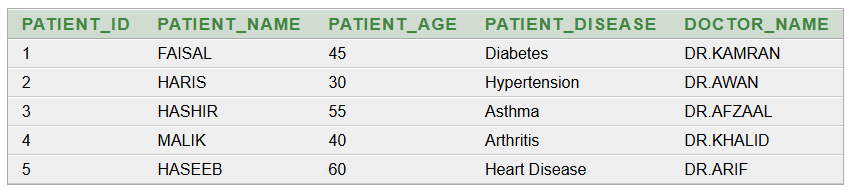 PATIENT_ID PATIENT_NAME PATIENT_AGE PATIENT_DISEASE DOCTOR_NAME
1 FAISAL 45 Diabetes DR.KAMRAN
2 HARIS 30 Hypertension DR.AWAN
3 HASHIR 55 Asthma DR.AFZAAL
4 MALIK 40 Arthritis DR.KHALID
5 HASEEB 60 Heart Disease DR.ARIF